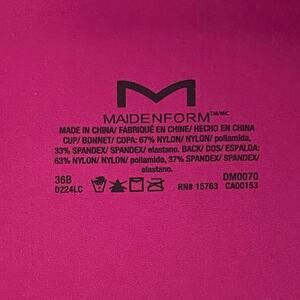 MAIDENFORM™/MC
MADE IN CHINA/ FABRIQUÉ EN CHINE/ HECHO EN CHINA
CUP/ BONNET/ COPA: 67% NYLON/ NYLON/ poliamida,
33% SPANDEX/ SPANDEX/ elastano. BACK/ DOS/ ESPALDA:
63% NYLON/ NYLON/ poliamida, 37% SPANDEX/ SPANDEX/
elastano.
36B DM0070
0224LC RN# 15763 CA00153